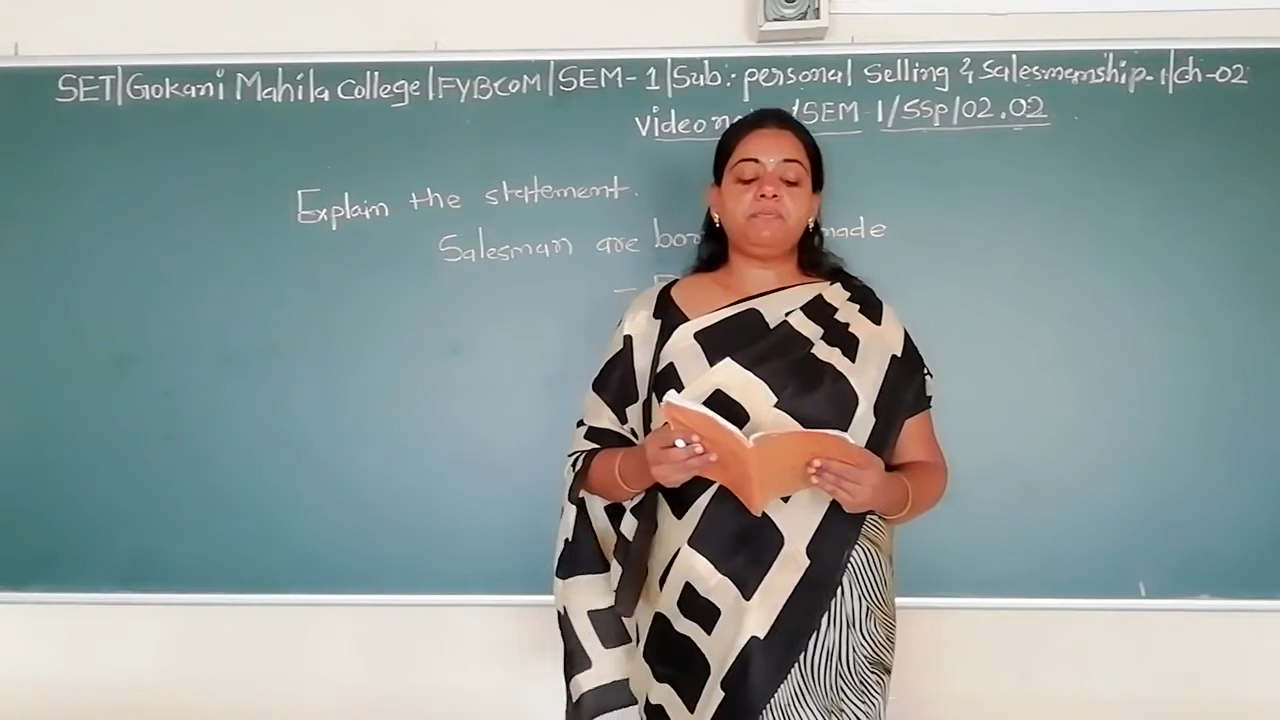 SET|Gokani Mahila College|FYBCOM|SEM-1|Sub: personal Selling & Salesmanship-1|ch-02
video /SEM-1/SSP/02.02
Explain the statement.
Salesman are made